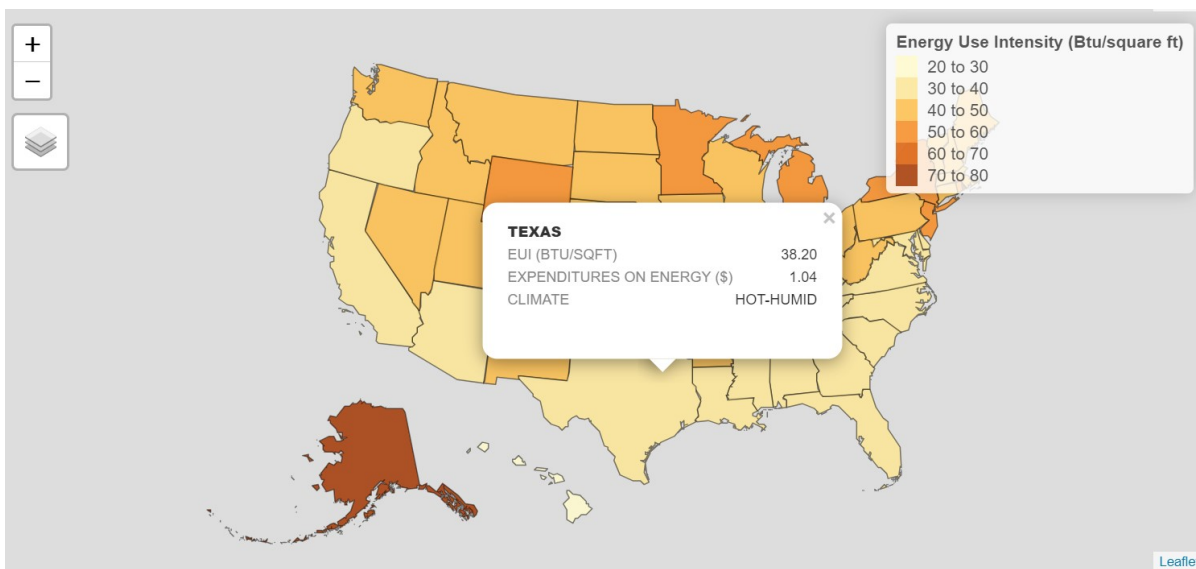 +
−
Energy Use Intensity (Btu/square ft)
20 to 30
30 to 40
40 to 50
50 to 60
60 to 70
70 to 80
×
TEXAS
EUI (BTU/SQFT) 38.20
EXPENDITURES ON ENERGY ($) 1.04
CLIMATE HOT-HUMID
Leafle